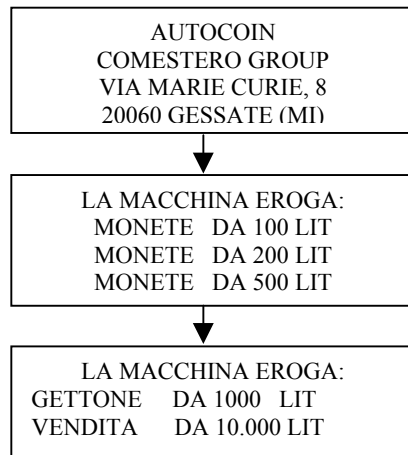 AUTOCOIN
COMESTERO GROUP
VIA MARIE CURIE, 8
20060 GESSATE (MI)
LA MACCHINA EROGA:
MONETE DA 100 LIT
MONETE DA 200 LIT
MONETE DA 500 LIT
LA MACCHINA EROGA:
GETTONE DA 1000 LIT
VENDITA DA 10.000 LIT